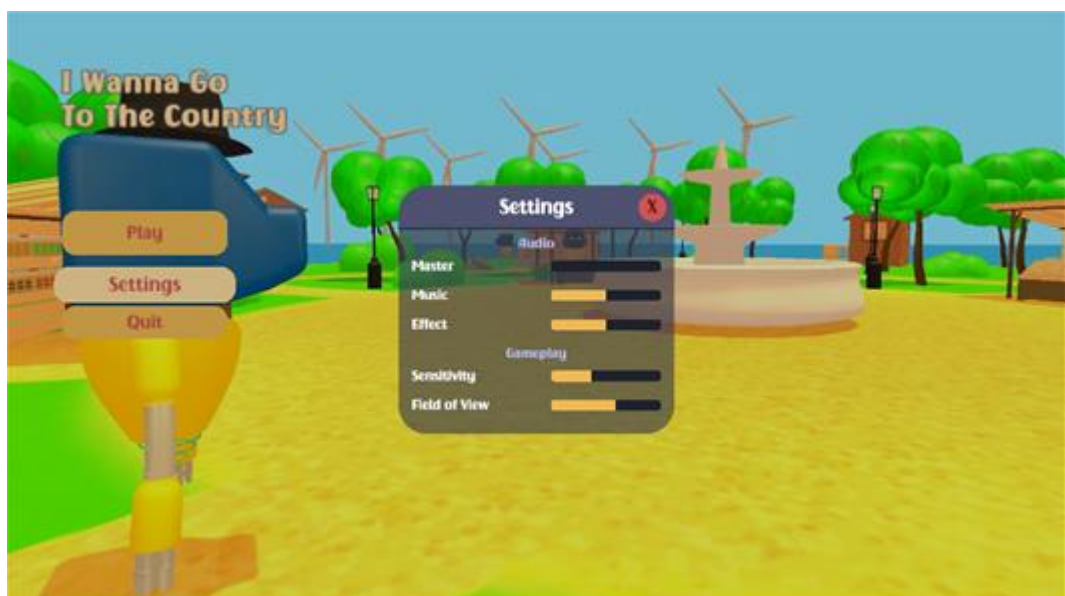 I Wanna Go
To The Country
Play
Settings
Quit
Settings
X
Audio
Master
Music
Effect
Gameplay
Sensitivity
Field of View